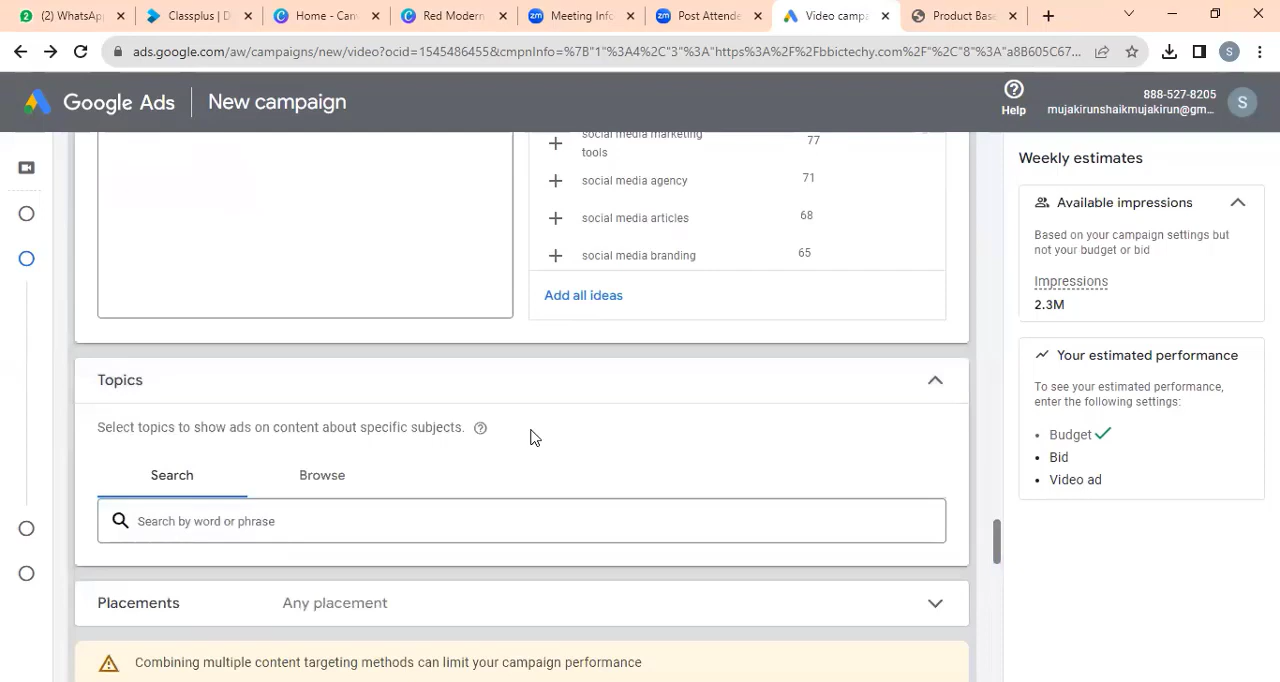 (2) WhatsApp
Classplus | D
Home - Can
Red Modern
Meeting Info
Post Attende
Video campa
Product Base
ads.google.com/aw/campaigns/new/video?ocid=1545486455&cmpnInfo=%7B"1"%3A4%2C"3"%3A"https%3A%2F%2Fbbictechy.com%2F"%2C"8"%3A"a8B605C67...
Google Ads
New campaign
Help
888-527-8205
mujakirunshaikmujakirun@gm...
S
social media marketing
tools
77
social media agency
71
social media articles
68
social media branding
65
Add all ideas
Topics
Select topics to show ads on content about specific subjects.
Search
Browse
Search by word or phrase
Placements
Any placement
Combining multiple content targeting methods can limit your campaign performance
Weekly estimates
Available impressions
Based on your campaign settings but
not your budget or bid
Impressions
2.3M
Your estimated performance
To see your estimated performance,
enter the following settings:
• Budget
• Bid
• Video ad